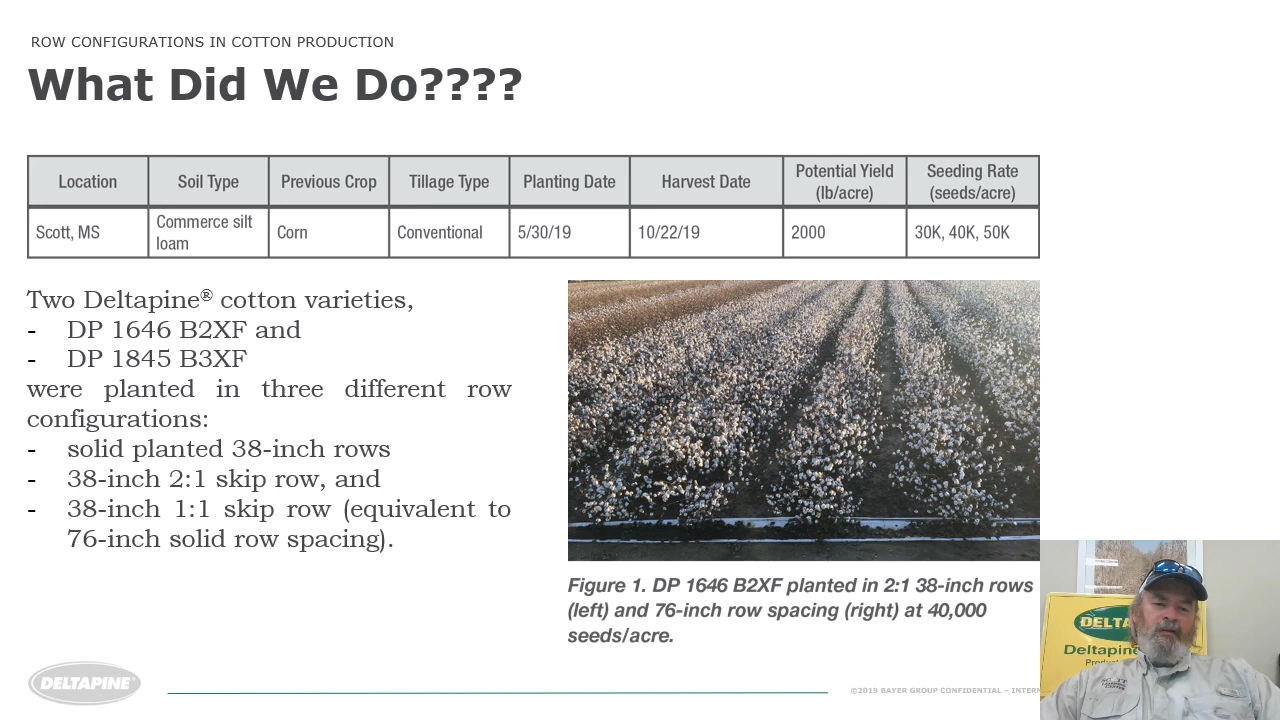 ROW CONFIGURATIONS IN COTTON PRODUCTION
What Did We Do????
Location Soil Type Previous Crop Tillage Type Planting Date Harvest Date Potential Yield (lb/acre) Seeding Rate (seeds/acre)
Scott, MS Commerce silt loam Corn Conventional 5/30/19 10/22/19 2000 30K, 40K, 50K
Two Deltapine® cotton varieties,
- DP 1646 B2XF and
- DP 1845 B3XF
were planted in three different row
configurations:
- solid planted 38-inch rows
- 38-inch 2:1 skip row, and
- 38-inch 1:1 skip row (equivalent to
76-inch solid row spacing).
Figure 1. DP 1646 B2XF planted in 2:1 38-inch rows
(left) and 76-inch row spacing (right) at 40,000
seeds/acre.
DELTAPINE®
©2019 BAYER GROUP CONFIDENTIAL – INTERN
DELTA
Deltapine
Produ